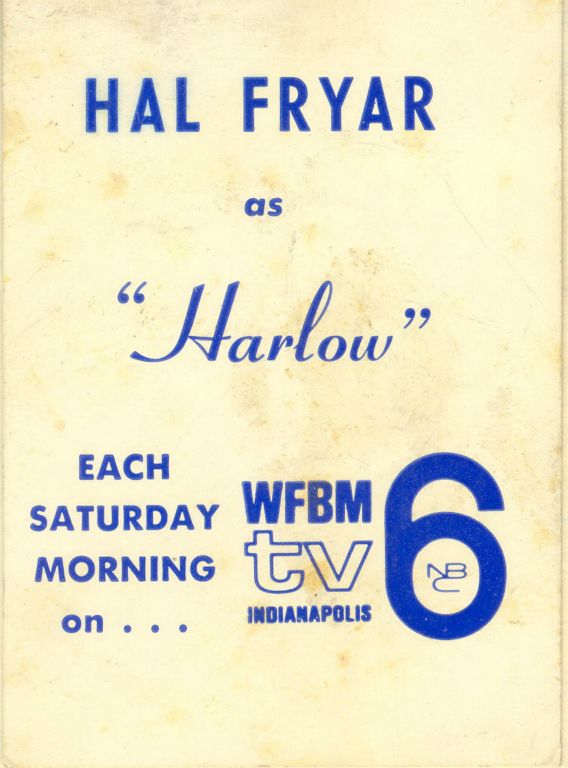 HAL FRYAR
as
"Harlow"
EACH
SATURDAY
MORNING
on . . .
WFBM
tv
INDIANAPOLIS
6
NBC